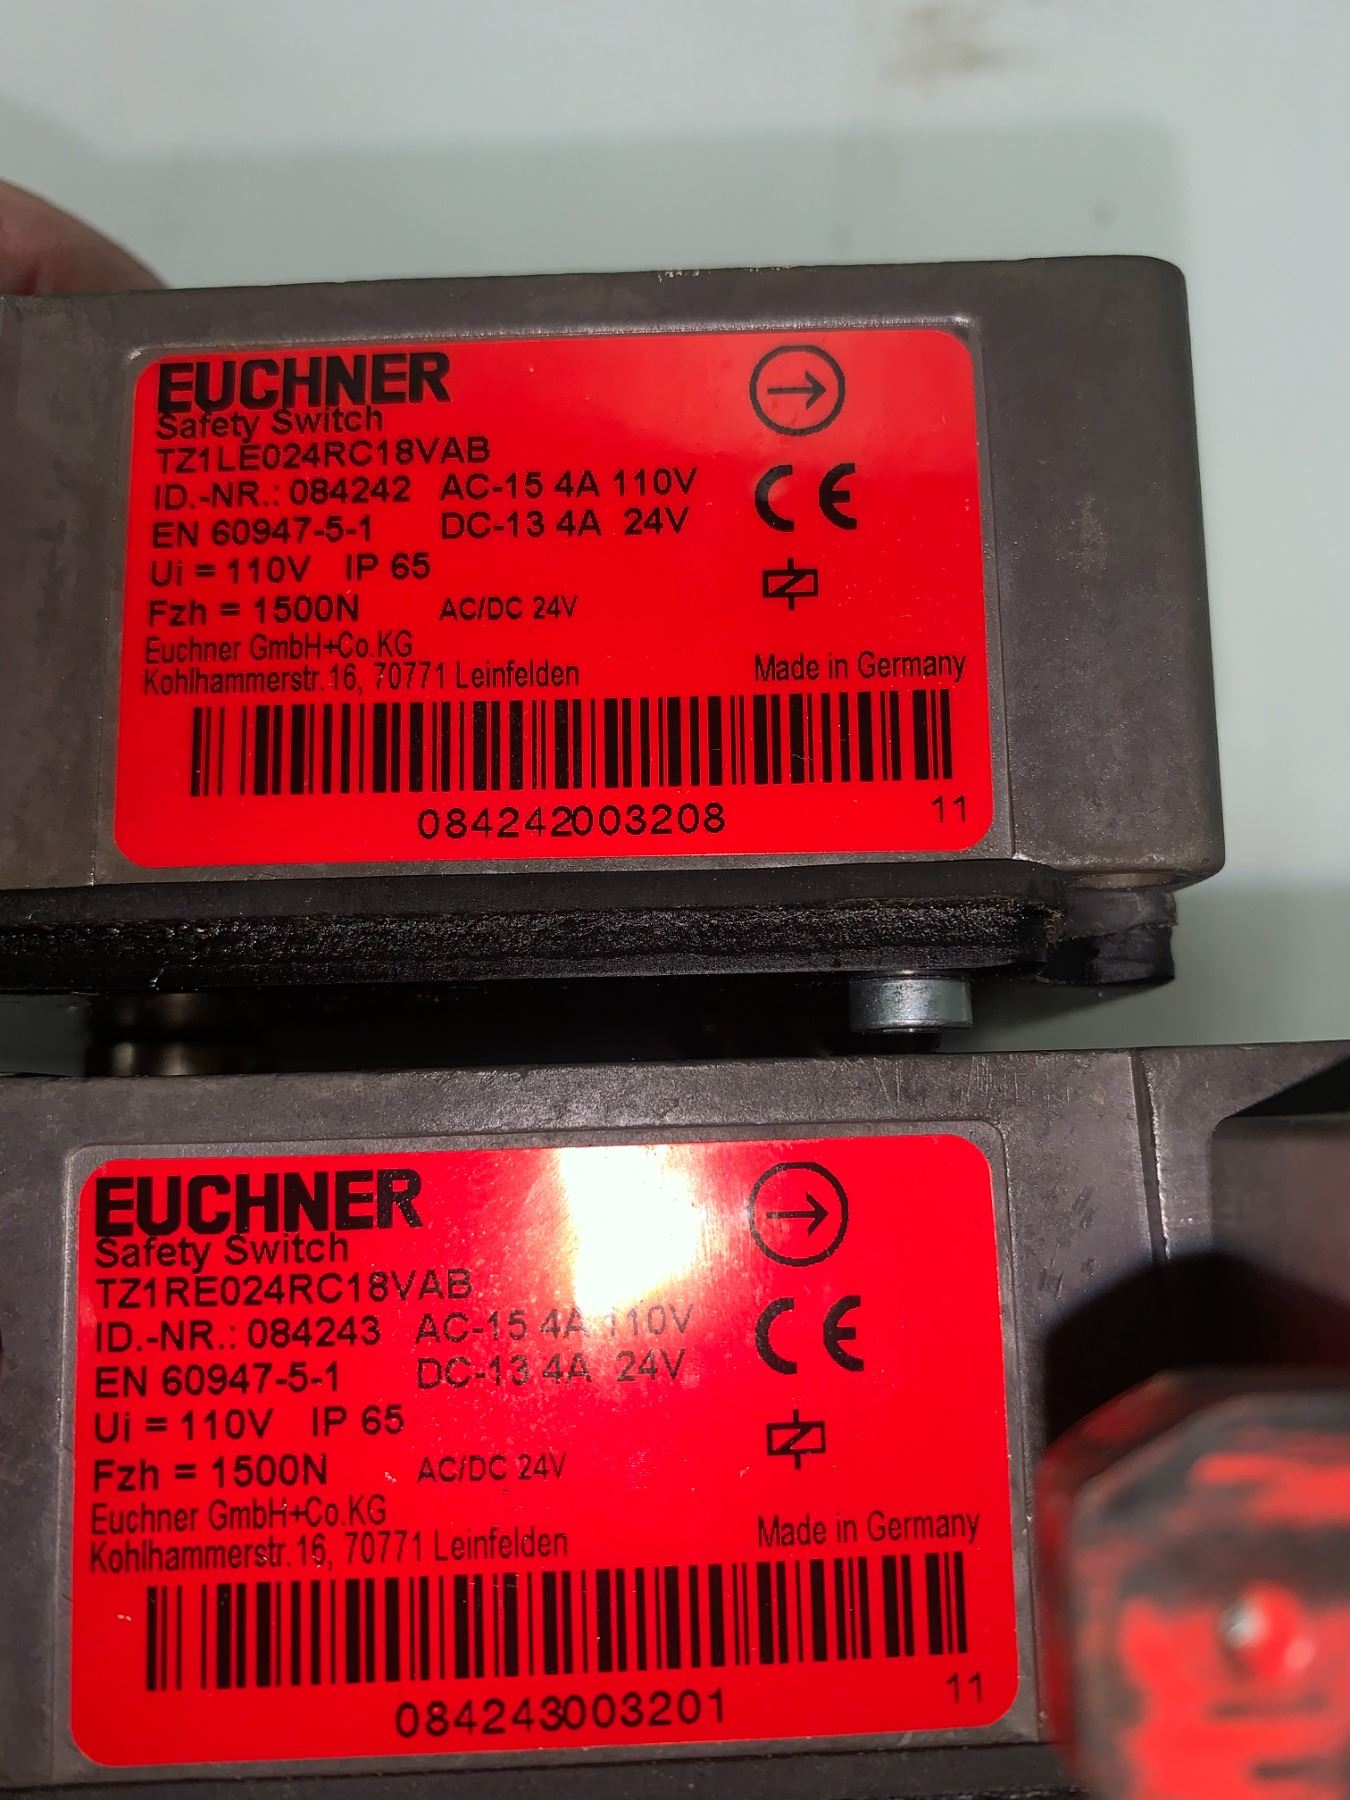 EUCHNER
Safety Switch
TZ1LE024RC18VAB
ID.-NR.: 084242 AC-15 4A 110V
EN 60947-5-1 DC-13 4A 24V
Ui = 110V IP 65
Fzh = 1500N AC/DC 24V
Euchner GmbH+Co.KG
Kohlhammerstr.16, 70771 Leinfelden Made in Germany
CE
084242003208 11
EUCHNER
Safety Switch
TZ1RE024RC18VAB
ID.-NR.: 084243 AC-15 4A 110V
EN 60947-5-1 DC-13 4A 24V
Ui = 110V IP 65
Fzh = 1500N AC/DC 24V
Euchner GmbH+Co.KG
Kohlhammerstr.16, 70771 Leinfelden Made in Germany
CE
084243003201 11